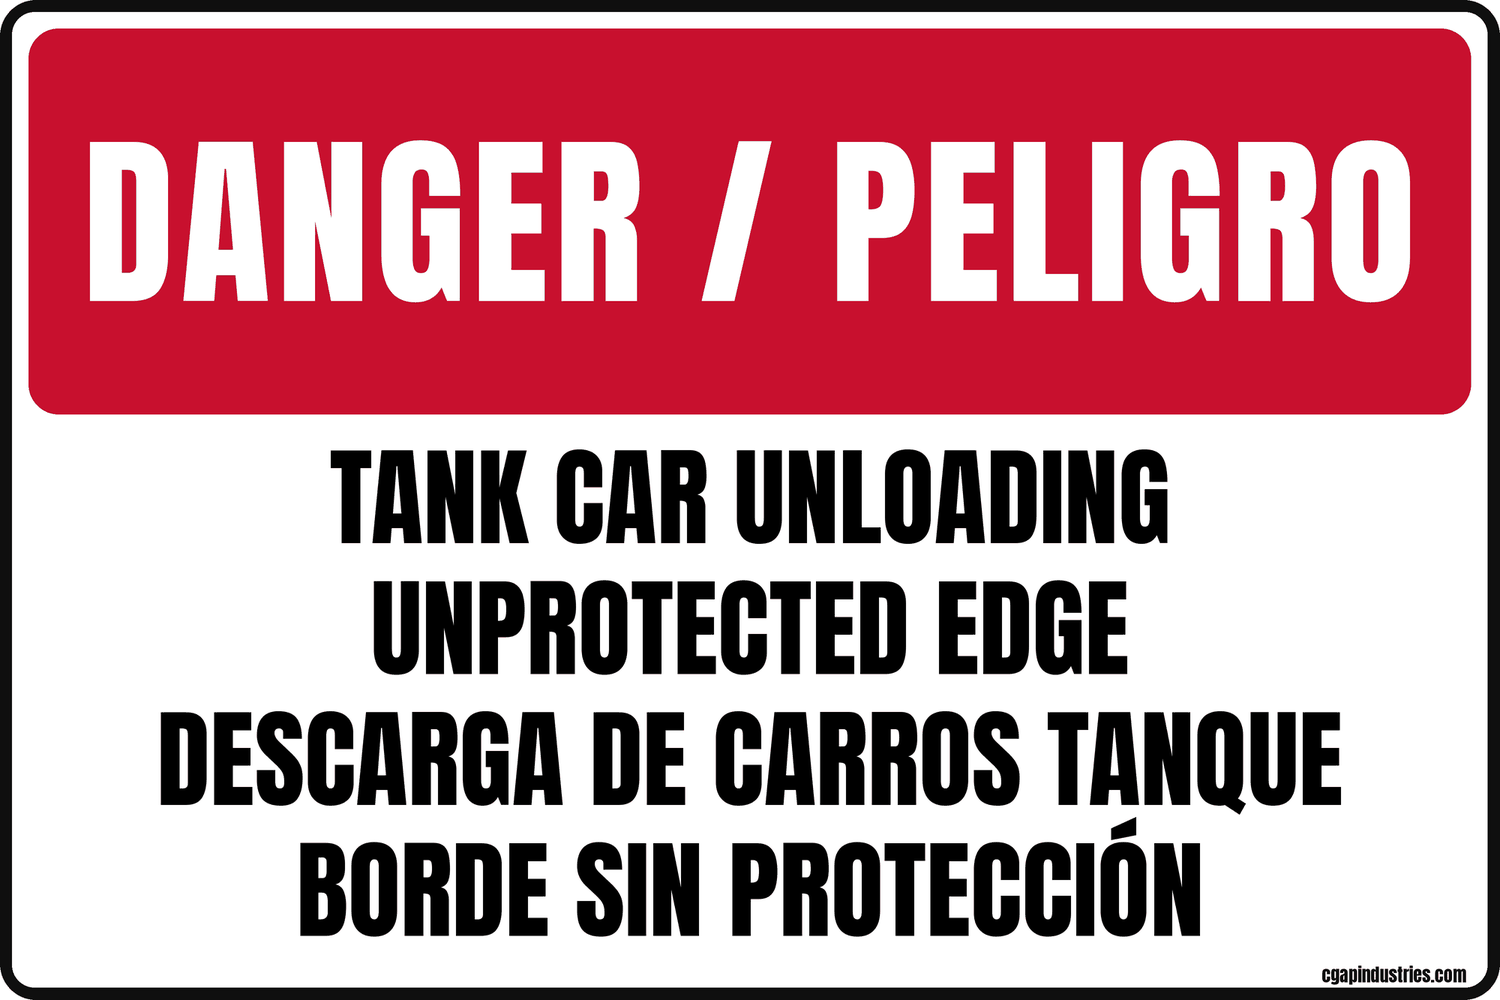 DANGER / PELIGRO
TANK CAR UNLOADING
UNPROTECTED EDGE
DESCARGA DE CARROS TANQUE
BORDE SIN PROTECCIÓN
cgapindustries.com